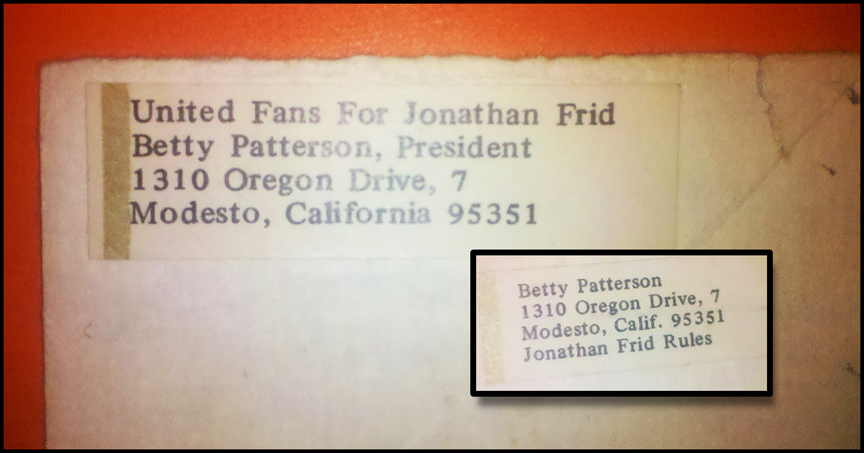 United Fans For Jonathan Frid
Betty Patterson, President
1310 Oregon Drive, 7
Modesto, California 95351
Betty Patterson
1310 Oregon Drive, 7
Modesto, Calif. 95351
Jonathan Frid Rules